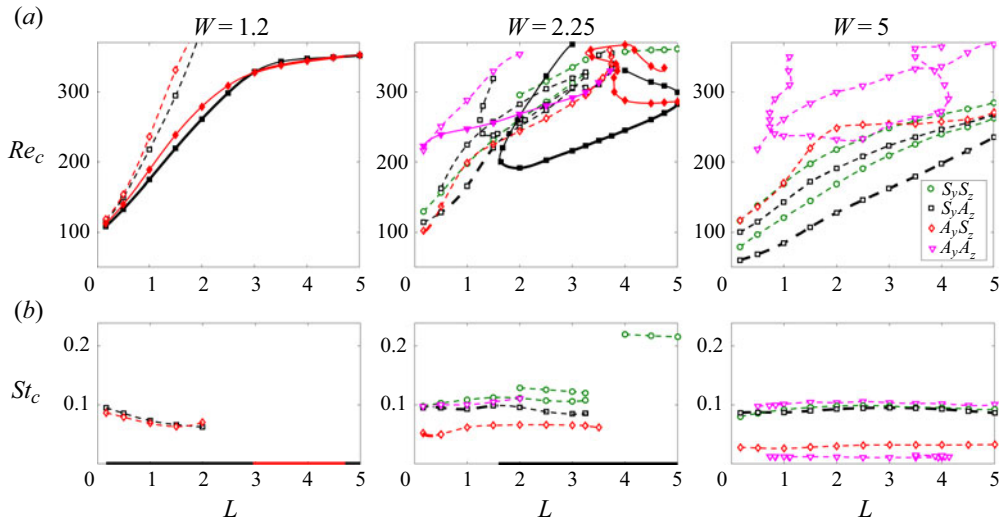 (a)
W = 1.2
W = 2.25
W = 5
Re_c
300
200
100
0 1 2 3 4 5
0 1 2 3 4 5
0 1 2 3 4 5
S_yS_z
S_yA_z
A_yS_z
A_yA_z
(b)
St_c
0.2
0.1
0 1 2 3 4 5
0.2
0.1
0 1 2 3 4 5
0.2
0.1
0 1 2 3 4 5
L
L
L
300
200
100
300
200
100